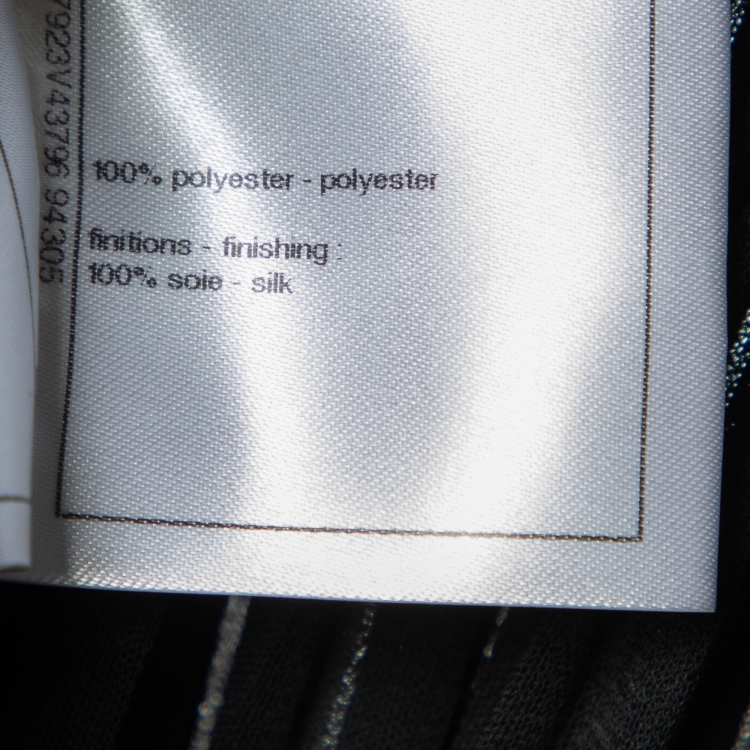 100% polyester - polyester
finitions - finishing :
100% soie - silk
7923V43796 94305